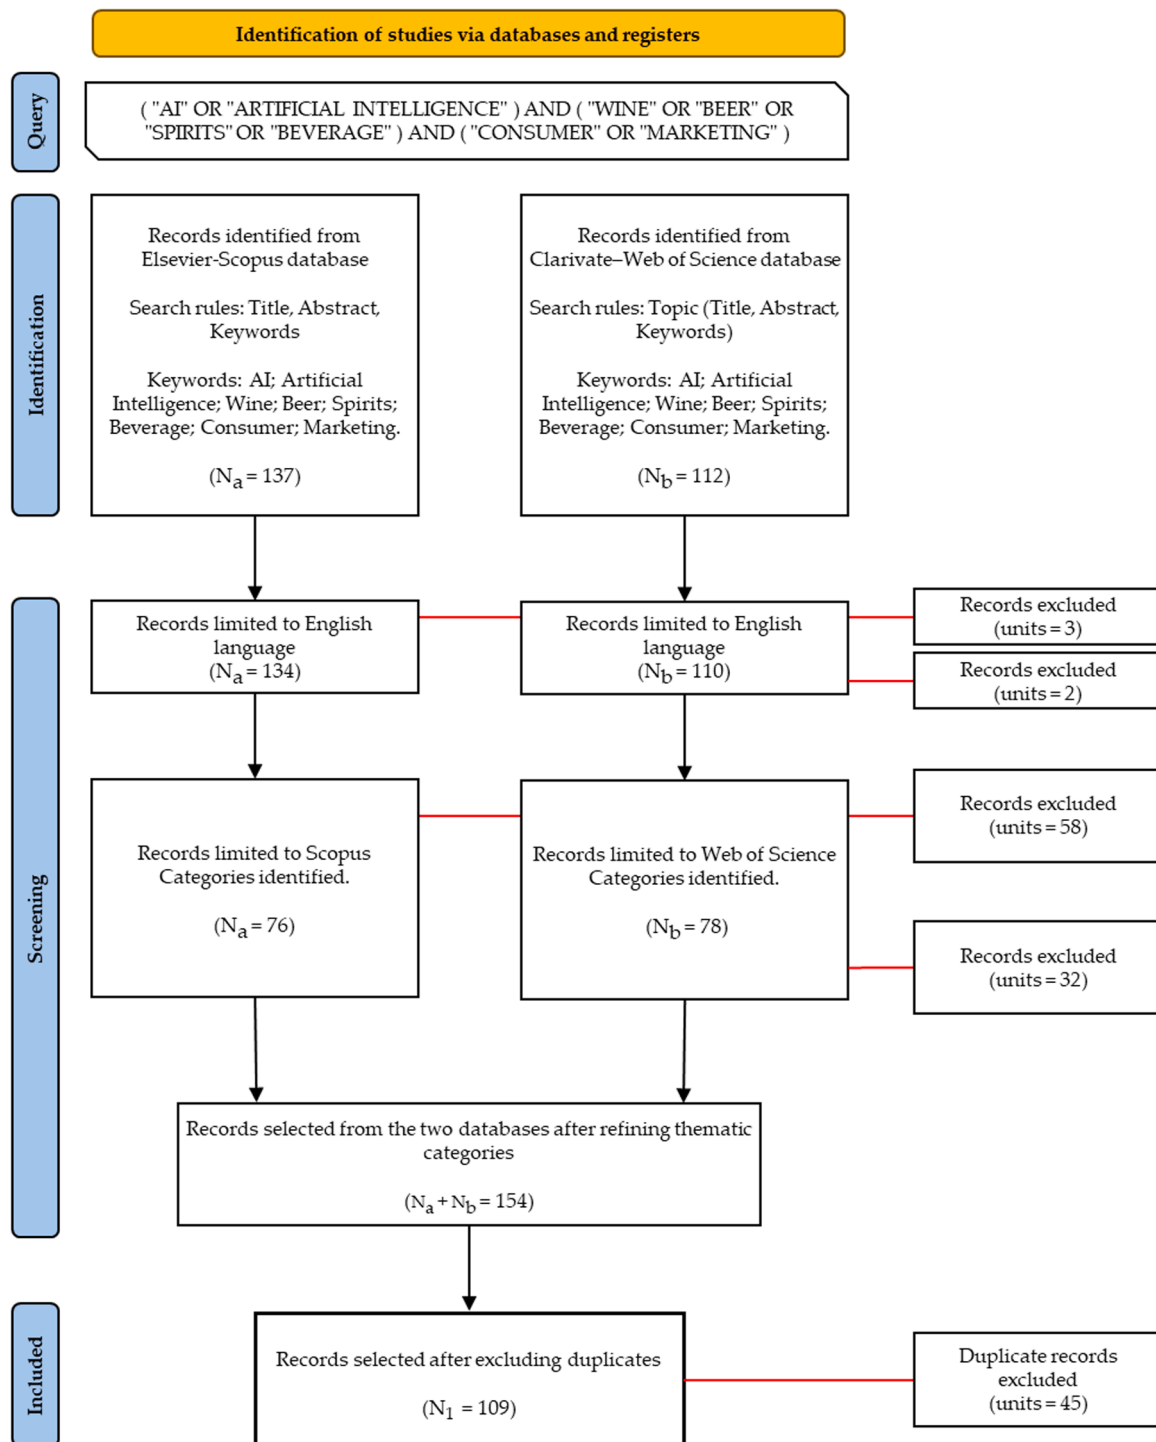 Identification of studies via databases and registers
Query
( "AI" OR "ARTIFICIAL INTELLIGENCE" ) AND ( "WINE" OR "BEER" OR
"SPIRITS" OR "BEVERAGE" ) AND ( "CONSUMER" OR "MARKETING" )
Identification
Records identified from
Elsevier-Scopus database
Search rules: Title, Abstract,
Keywords
Keywords: AI; Artificial
Intelligence; Wine; Beer; Spirits;
Beverage; Consumer; Marketing.
(Na = 137)
Records identified from
Clarivate–Web of Science database
Search rules: Topic (Title, Abstract,
Keywords)
Keywords: AI; Artificial
Intelligence; Wine; Beer; Spirits;
Beverage; Consumer; Marketing.
(Nb = 112)
Screening
Records limited to English
language
(Na = 134)
Records limited to English
language
(Nb = 110)
Records excluded
(units = 3)
Records excluded
(units = 2)
Records limited to Scopus
Categories identified.
(Na = 76)
Records limited to Web of Science
Categories identified.
(Nb = 78)
Records excluded
(units = 58)
Records excluded
(units = 32)
Records selected from the two databases after refining thematic
categories
(Na + Nb = 154)
Included
Records selected after excluding duplicates
(N1 = 109)
Duplicate records
excluded
(units = 45)